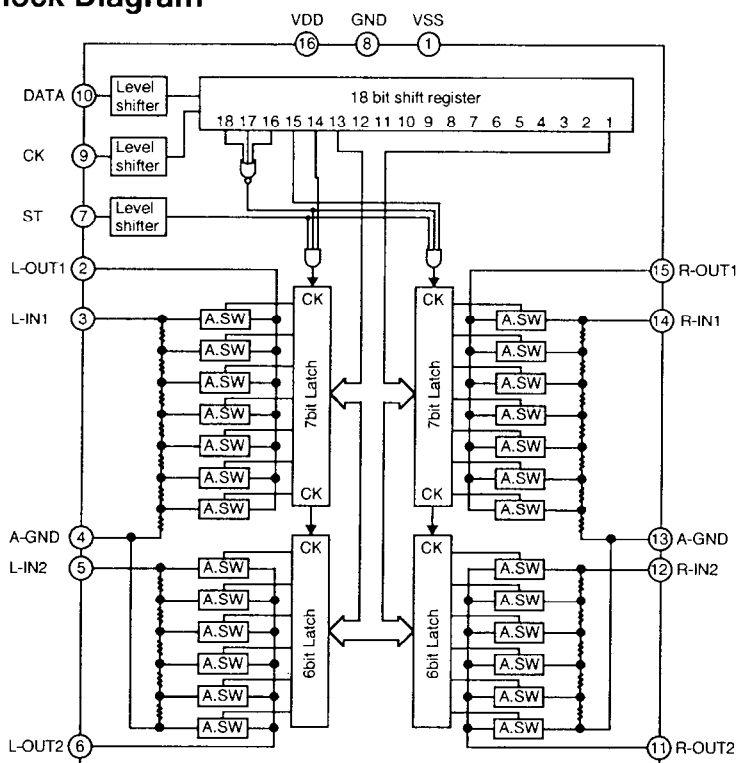 lock Diagram
VDD GND VSS
16 8 1
DATA 10 Level shifter
18 bit shift register
18 17 16 15 14 13 12 11 10 9 8 7 6 5 4 3 2 1
CK 9 Level shifter
ST 7 Level shifter
L-OUT1 2
15 R-OUT1
CK CK
L-IN1 3 A.SW A.SW 14 R-IN1
A.SW A.SW
A.SW A.SW
A.SW 7bit Latch 7bit Latch A.SW
A.SW A.SW
A.SW A.SW
CK CK
A.SW A.SW
A-GND 4 13 A-GND
CK CK
L-IN2 5 A.SW A.SW 12 R-IN2
A.SW A.SW
A.SW A.SW
A.SW 6bit Latch 6bit Latch A.SW
A.SW A.SW
A.SW A.SW
L-OUT2 6 11 R-OUT2